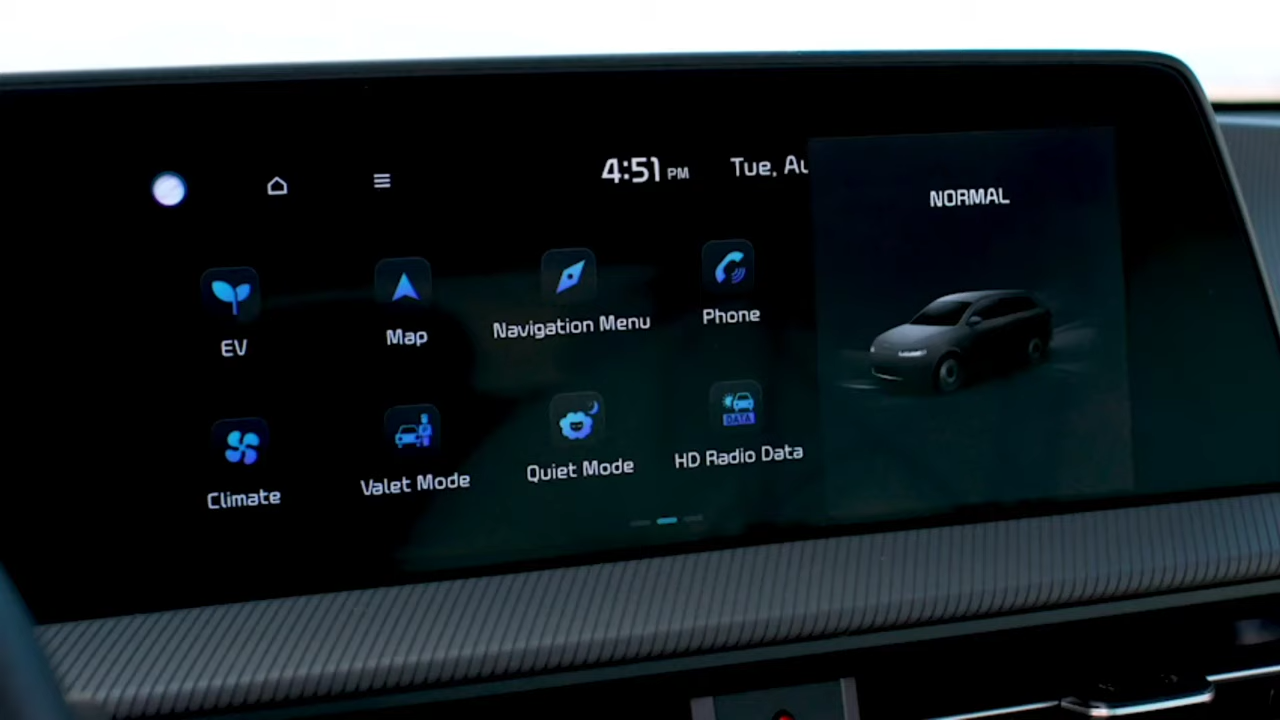 4:51 PM
Tue, Au
NORMAL
EV
Map
Navigation Menu
Phone
Climate
Valet Mode
Quiet Mode
DATA
HD Radio Data